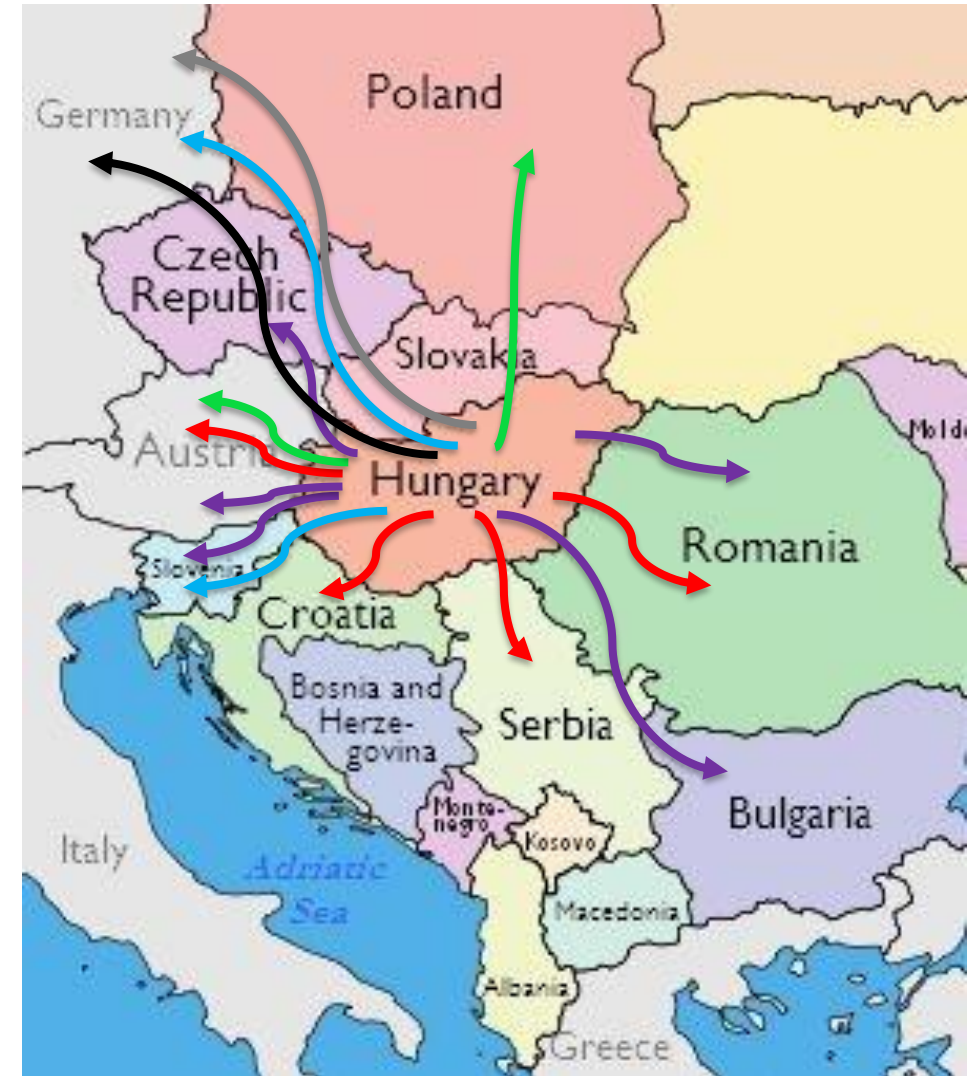 Poland
Germany
Czech
Republic
Slovakia
Austria
Hungary
Molde
Romania
Slovenia
Croatia
Bosnia and
Herze-
govina
Serbia
Monte-
negro
Bulgaria
Kosovo
Italy
Adriatic
Sea
Macedonia
Albania
Greece